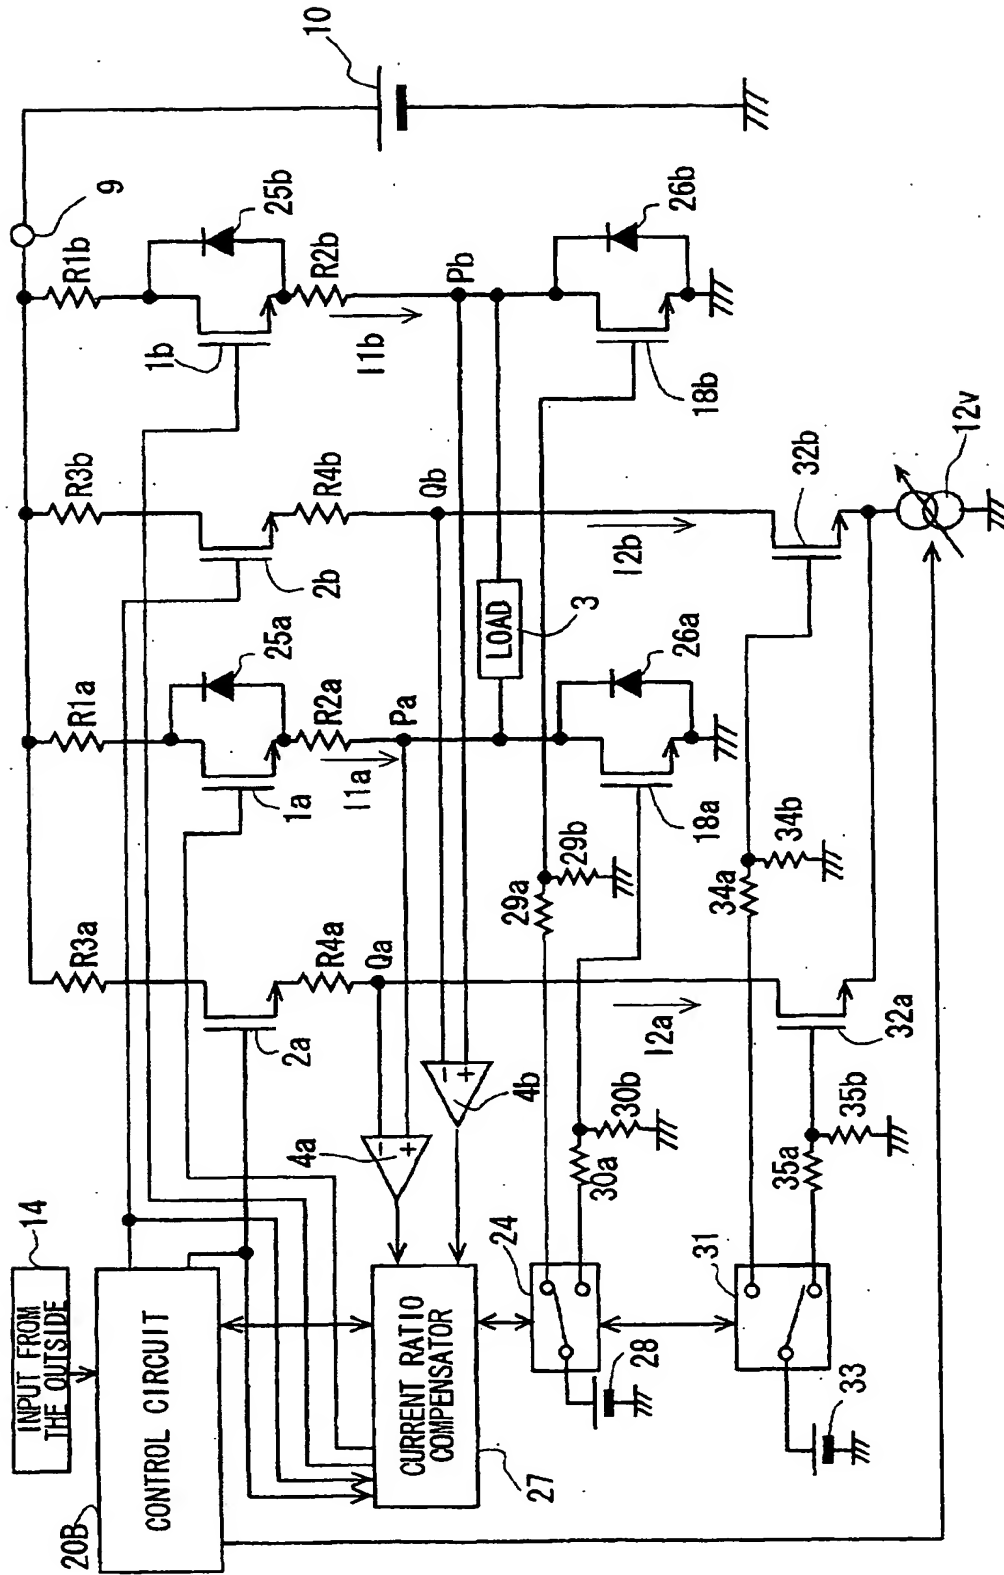 10
9
R1b
25b
R2b
1b
I1b
Pb
26b
18b
R3b
R4b
2b
Qb
I2b
32b
12v
R1a
25a
R2a
1a
I1a
Pa
LOAD
3
26a
18a
29a
29b
34a
34b
R3a
R4a
2a
Qa
I2a
32a
4a
4b
−
+
−
+
30a
30b
35a
35b
14
INPUT FROM
THE OUTSIDE
20B
CONTROL CIRCUIT
CURRENT RATIO
COMPENSATOR
27
24
28
31
33